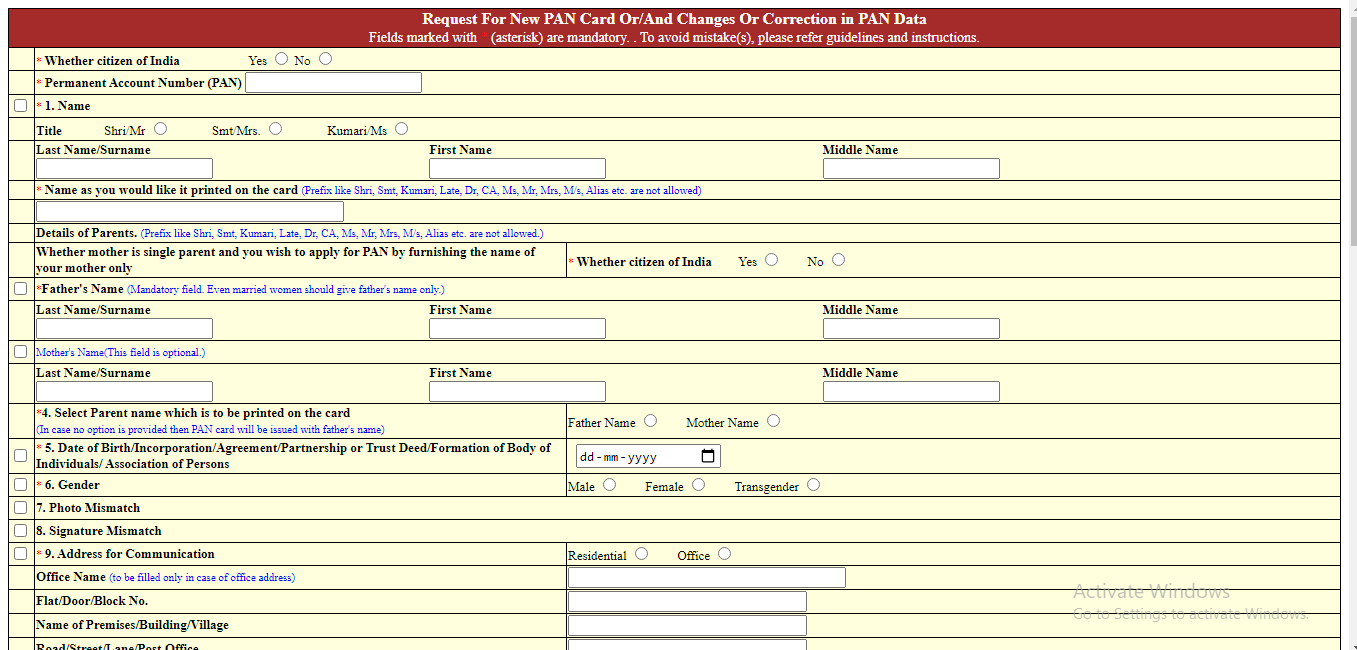 Request For New PAN Card Or/And Changes Or Correction in PAN Data
Fields marked with * (asterisk) are mandatory. . To avoid mistake(s), please refer guidelines and instructions.
* Whether citizen of India Yes No
* Permanent Account Number (PAN)
* 1. Name
Title Shri/Mr Smt/Mrs. Kumari/Ms
Last Name/Surname First Name Middle Name
* Name as you would like it printed on the card (Prefix like Shri, Smt, Kumari, Late, Dr, CA, Ms, Mr, Mrs, M/s, Alias etc. are not allowed)
Details of Parents. (Prefix like Shri, Smt, Kumari, Late, Dr, CA, Ms, Mr, Mrs, M/s, Alias etc. are not allowed.)
Whether mother is single parent and you wish to apply for PAN by furnishing the name of
your mother only
* Whether citizen of India Yes No
*Father's Name (Mandatory field. Even married women should give father's name only.)
Last Name/Surname First Name Middle Name
Mother's Name(This field is optional.)
Last Name/Surname First Name Middle Name
*4. Select Parent name which is to be printed on the card
(In case no option is provided then PAN card will be issued with father's name)
Father Name Mother Name
* 5. Date of Birth/Incorporation/Agreement/Partnership or Trust Deed/Formation of Body of
Individuals/ Association of Persons
dd-mm-yyyy
* 6. Gender Male Female Transgender
7. Photo Mismatch
8. Signature Mismatch
* 9. Address for Communication Residential Office
Office Name (to be filled only in case of office address)
Flat/Door/Block No.
Name of Premises/Building/Village
Road/Street/Lane/Post Office
Activate Windows
Go to Settings to activate Windows.